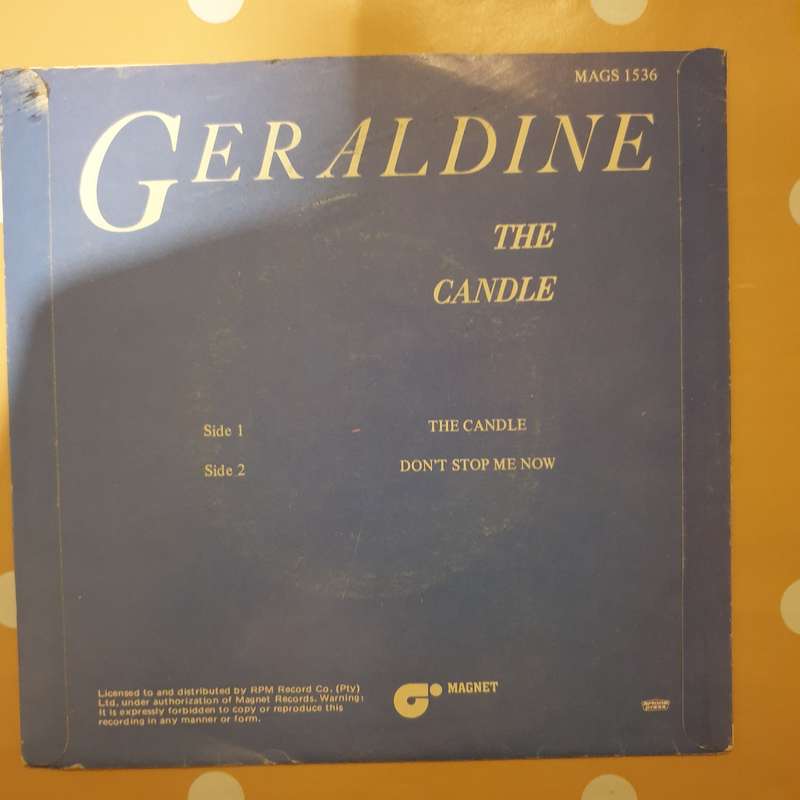 MAGS 1536
GERALDINE
THE
CANDLE
Side 1 THE CANDLE
Side 2 DON'T STOP ME NOW
Licensed to and distributed by RPM Record Co. (Pty)
Ltd, under authorization of Magnet Records. Warning:
It is expressly forbidden to copy or reproduce this
recording in any manner or form.
MAGNET